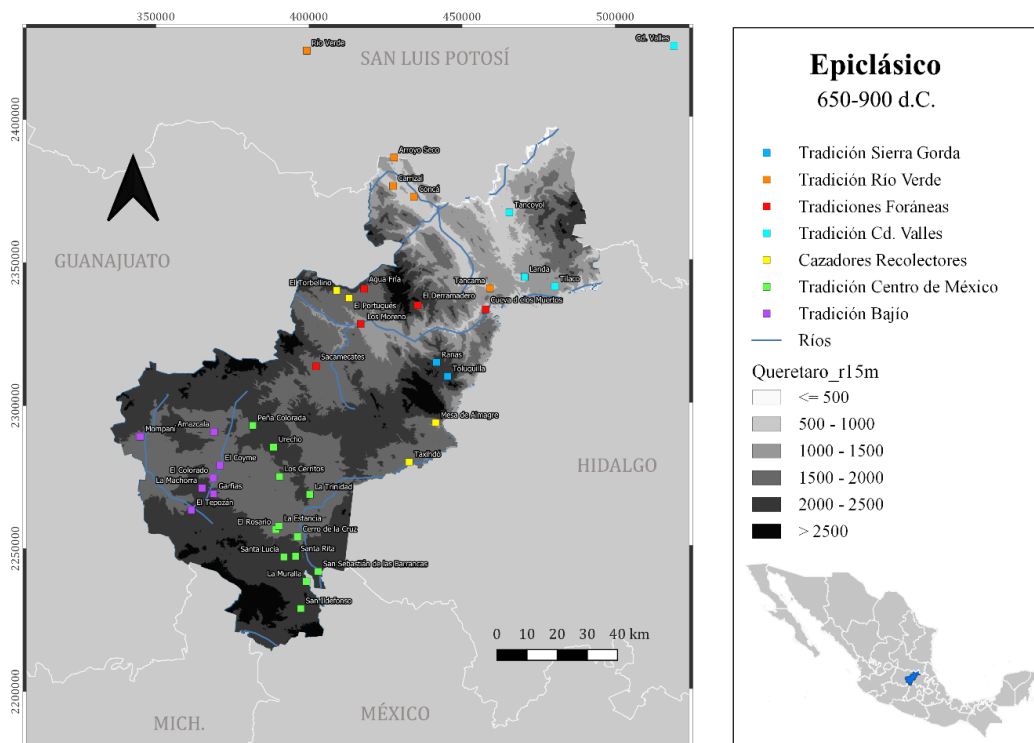 350000
400000
450000
500000
2400000
2350000
2300000
2250000
2200000
Río Verde
Cd. Valles
SAN LUIS POTOSÍ
Arroyo Seco
Carrizal
Concá
Tancoyol
GUANAJUATO
Landa
Tilaco
Tancama
Agua Fría
El Torbellino
El Portugués
El Derramadero
Cueva d elos Muertos
Los Moreno
Ranas
Toluquilla
Sacamecates
Mesa de Almagre
Peña Colorada
Amazcala
Mompaní
Urecho
Taxihdó
HIDALGO
El Coyme
El Colorado
La Machorra
Garfias
Los Cerritos
La Trinidad
El Tepozán
El Rosario
La Estancia
Cerro de la Cruz
Santa Lucía
Santa Rita
San Sebastián de las Barrancas
La Muralla
San Ildefonso
0 10 20 30 40 km
MÉXICO
MICH.
Epiclásico
650-900 d.C.
Tradición Sierra Gorda
Tradición Río Verde
Tradiciones Foráneas
Tradición Cd. Valles
Cazadores Recolectores
Tradición Centro de México
Tradición Bajío
Ríos
Queretaro_r15m
<= 500
500 - 1000
1000 - 1500
1500 - 2000
2000 - 2500
> 2500